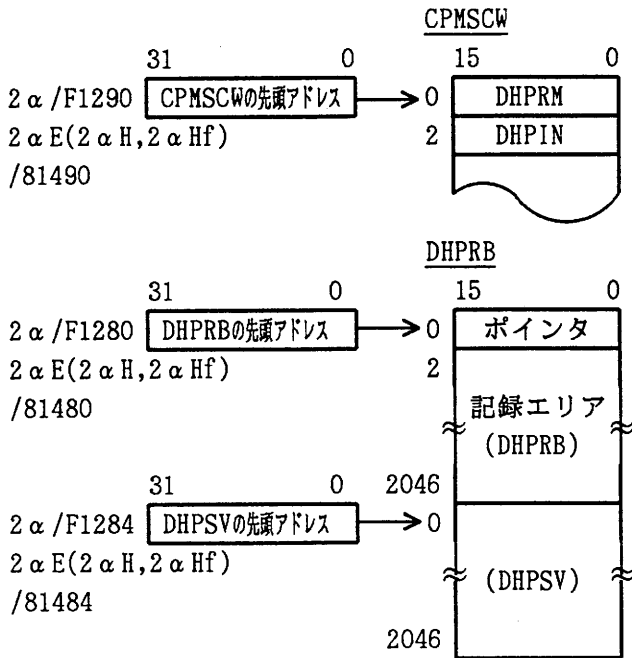 CPMSCW
31 0 15 0
2α/F1290 CPMSCWの先頭アドレス 0 DHPRM
2αE(2αH,2αHf) 2 DHPIN
/81490
DHPRB
31 0 15 0
2α/F1280 DHPRBの先頭アドレス 0 ポインタ
2αE(2αH,2αHf) 2
/81480
記録エリア
(DHPRB)
31 0 2046
2α/F1284 DHPSVの先頭アドレス 0
2αE(2αH,2αHf)
/81484
(DHPSV)
2046